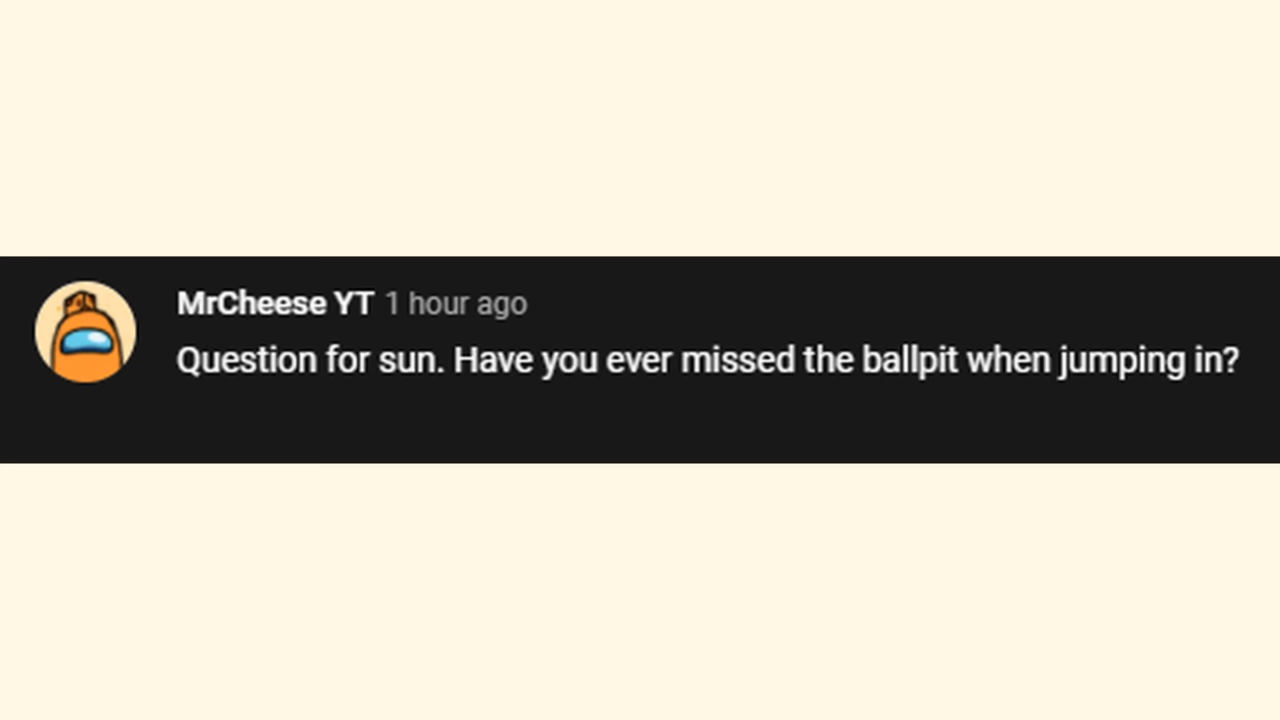 MrCheese YT 1 hour ago
Question for sun. Have you ever missed the ballpit when jumping in?